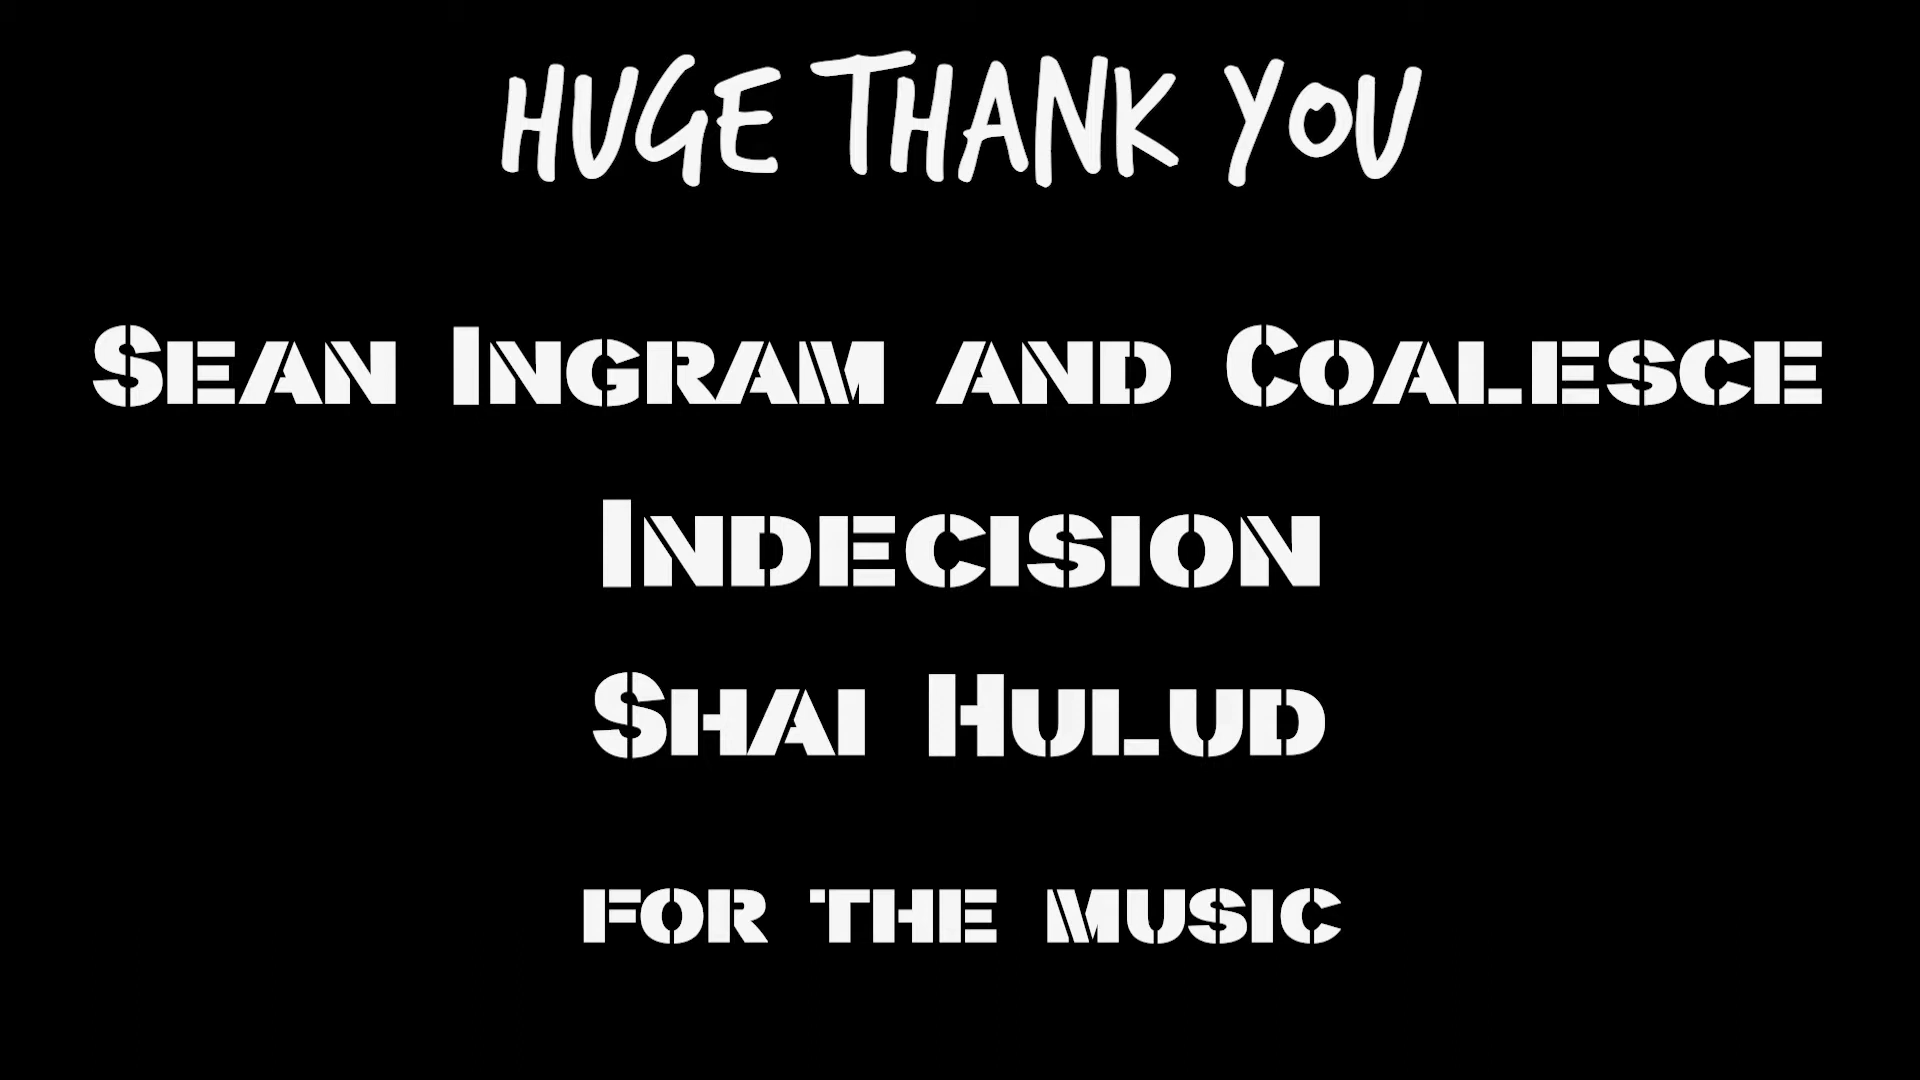 HUGE THANK YOU
Sean Ingram and Coalesce
Indecision
Shai Hulud
for the music